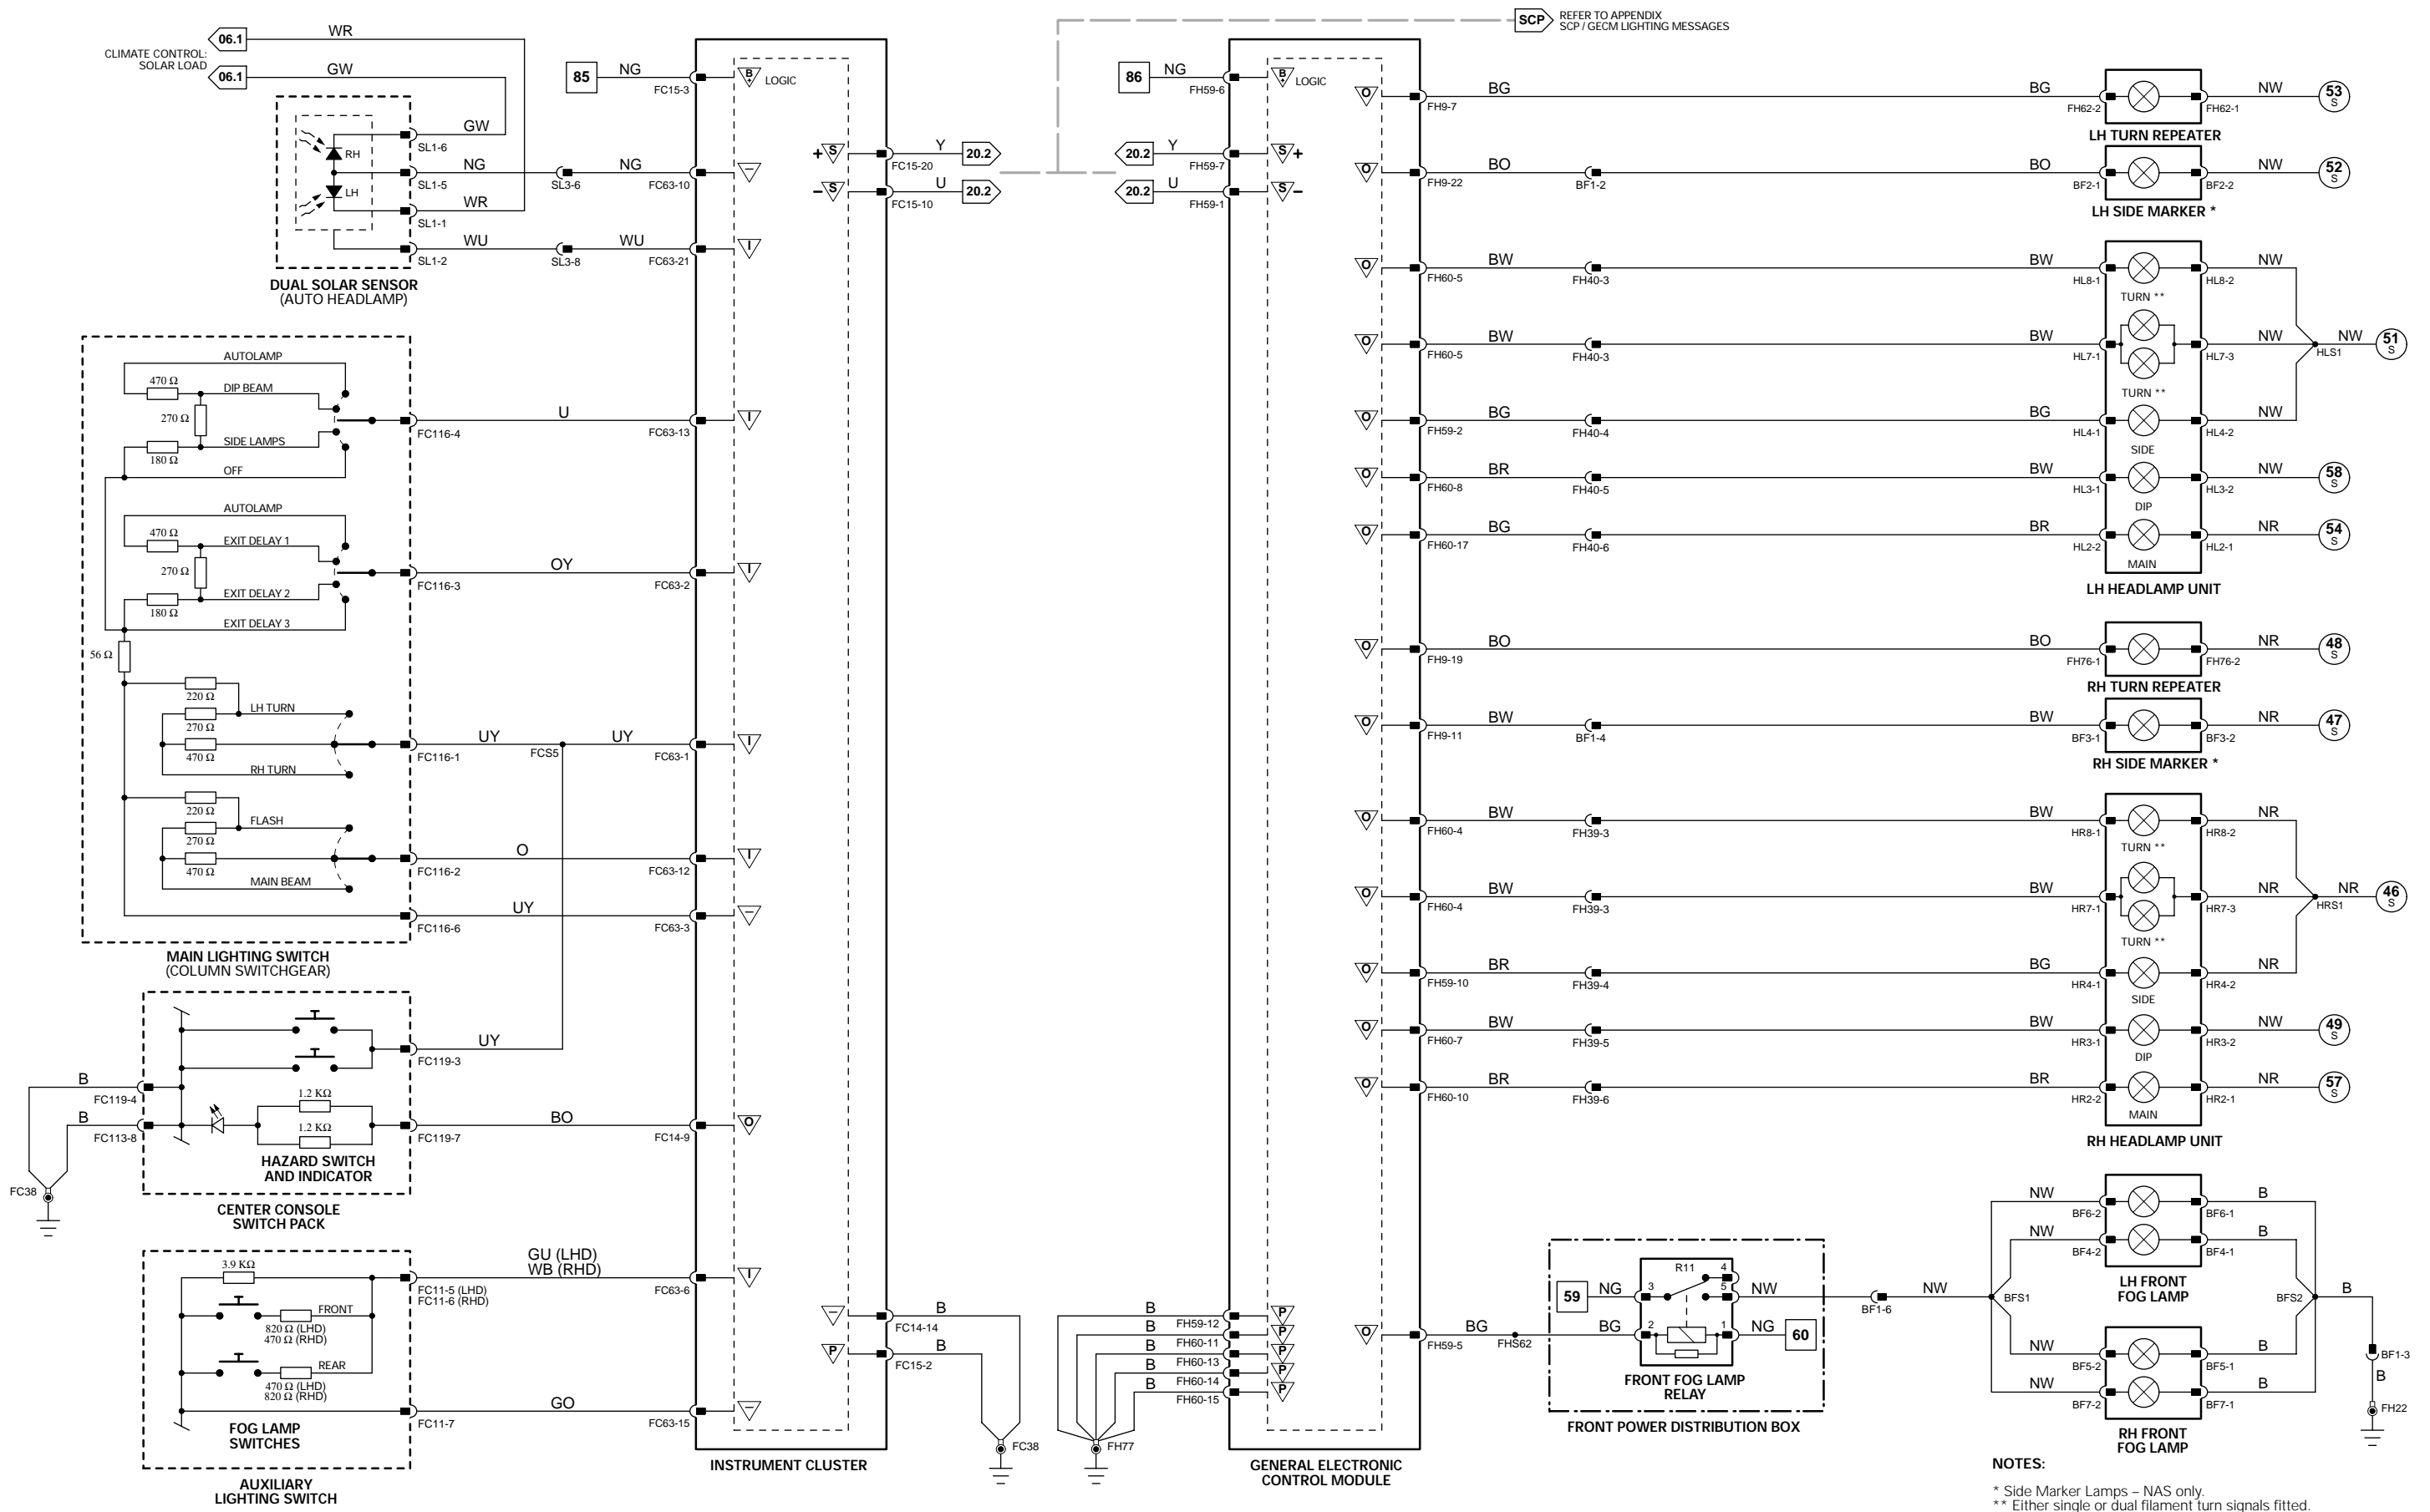 SCP
REFER TO APPENDIX
SCP / GECM LIGHTING MESSAGES
06.1
WR
CLIMATE CONTROL:
SOLAR LOAD
06.1
GW
GW
SL1-6
RH
NG
SL1-5
SL3-6
NG
FC63-10
LH
WR
SL1-1
WU
SL1-2
SL3-8
WU
FC63-21
DUAL SOLAR SENSOR
(AUTO HEADLAMP)
AUTOLAMP
470 Ω
DIP BEAM
270 Ω
SIDE LAMPS
180 Ω
OFF
U
FC116-4
FC63-13
AUTOLAMP
470 Ω
EXIT DELAY 1
270 Ω
EXIT DELAY 2
180 Ω
EXIT DELAY 3
OY
FC116-3
FC63-2
56 Ω
220 Ω
LH TURN
270 Ω
470 Ω
RH TURN
UY
FC116-1
FCS5
UY
FC63-1
220 Ω
FLASH
270 Ω
470 Ω
MAIN BEAM
O
FC116-2
FC63-12
UY
FC116-6
FC63-3
MAIN LIGHTING SWITCH
(COLUMN SWITCHGEAR)
UY
FC119-3
B
FC119-4
B
FC113-8
1.2 KΩ
1.2 KΩ
BO
FC119-7
FC14-9
HAZARD SWITCH
AND INDICATOR
FC38
CENTER CONSOLE
SWITCH PACK
3.9 KΩ
GU (LHD)
WB (RHD)
FC11-5 (LHD)
FC11-6 (RHD)
FC63-6
FRONT
820 Ω (LHD)
470 Ω (RHD)
REAR
470 Ω (LHD)
820 Ω (RHD)
GO
FC11-7
FC63-15
FOG LAMP
SWITCHES
AUXILIARY
LIGHTING SWITCH
85
NG
FC15-3
B
+
LOGIC
–
I
I
I
I
I
–
O
I
–
+
S
Y
FC15-20
20.2
–
S
U
FC15-10
20.2
–
B
FC14-14
P
B
FC15-2
FC38
INSTRUMENT CLUSTER
86
NG
FH59-6
B
+
LOGIC
20.2
Y
FH59-7
S
+
20.2
U
FH59-1
S
–
B
FH59-12
P
B
FH60-11
P
B
FH60-13
P
B
FH60-14
P
B
FH60-15
P
FH77
GENERAL ELECTRONIC
CONTROL MODULE
O
FH9-7
BG
BG
FH62-2
FH62-1
NW
53
S
LH TURN REPEATER
O
FH9-22
BO
BF1-2
BO
BF2-1
BF2-2
NW
52
S
LH SIDE MARKER *
O
FH60-5
BW
FH40-3
BW
HL8-1
HL8-2
NW
TURN **
O
FH60-5
BW
FH40-3
BW
HL7-1
HL7-3
NW
HLS1
NW
51
S
TURN **
O
FH59-2
BG
FH40-4
BG
HL4-1
HL4-2
NW
SIDE
O
FH60-8
BR
FH40-5
BW
HL3-1
HL3-2
NW
58
S
DIP
O
FH60-17
BG
FH40-6
BR
HL2-2
HL2-1
NR
54
S
MAIN
LH HEADLAMP UNIT
O
FH9-19
BO
BO
FH76-1
FH76-2
NR
48
S
RH TURN REPEATER
O
FH9-11
BW
BF1-4
BW
BF3-1
BF3-2
NR
47
S
RH SIDE MARKER *
O
FH60-4
BW
FH39-3
BW
HR8-1
HR8-2
NR
TURN **
O
FH60-4
BW
FH39-3
BW
HR7-1
HR7-3
NR
HRS1
NR
46
S
TURN **
O
FH59-10
BR
FH39-4
BG
HR4-1
HR4-2
NR
SIDE
O
FH60-7
BW
FH39-5
BW
HR3-1
HR3-2
NW
49
S
DIP
O
FH60-10
BR
FH39-6
BR
HR2-2
HR2-1
NR
57
S
MAIN
RH HEADLAMP UNIT
O
FH59-5
BG
FHS62
BG
59
NG
R11
3
4
5
2
1
NW
NG
60
FRONT FOG LAMP
RELAY
FRONT POWER DISTRIBUTION BOX
BF1-6
NW
BFS1
NW
BF6-2
BF6-1
B
NW
BF4-2
BF4-1
B
LH FRONT
FOG LAMP
BFS2
B
NW
BF5-2
BF5-1
B
NW
BF7-2
BF7-1
B
RH FRONT
FOG LAMP
BF1-3
B
FH22
NOTES:
* Side Marker Lamps – NAS only.
** Either single or dual filament turn signals fitted.